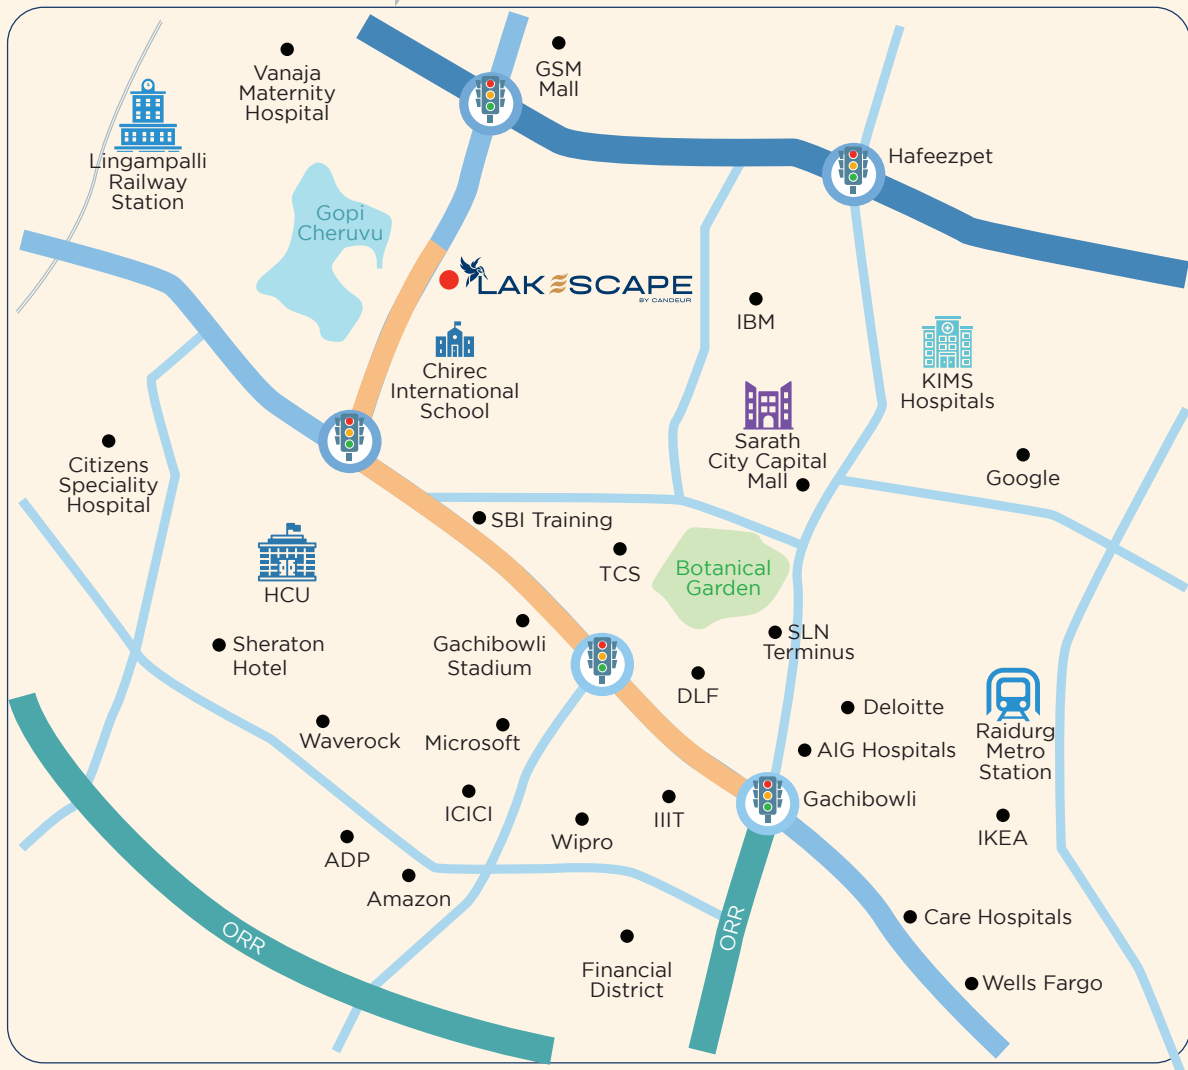 GSM
Mall
Vanaja
Maternity
Hospital
Lingampalli
Railway
Station
Hafeezpet
Gopi
Cheruvu
LAKESCAPE
BY CANDEUR
IBM
Chirec
International
School
KIMS
Hospitals
Sarath
City Capital
Mall
Google
Citizens
Speciality
Hospital
SBI Training
TCS
Botanical
Garden
HCU
Sheraton
Hotel
Gachibowli
Stadium
SLN
Terminus
DLF
Deloitte
Raidurg
Metro
Station
Waverock
Microsoft
AIG Hospitals
Gachibowli
ICICI
IIIT
Wipro
IKEA
ADP
Amazon
Care Hospitals
ORR
ORR
Financial
District
Wells Fargo